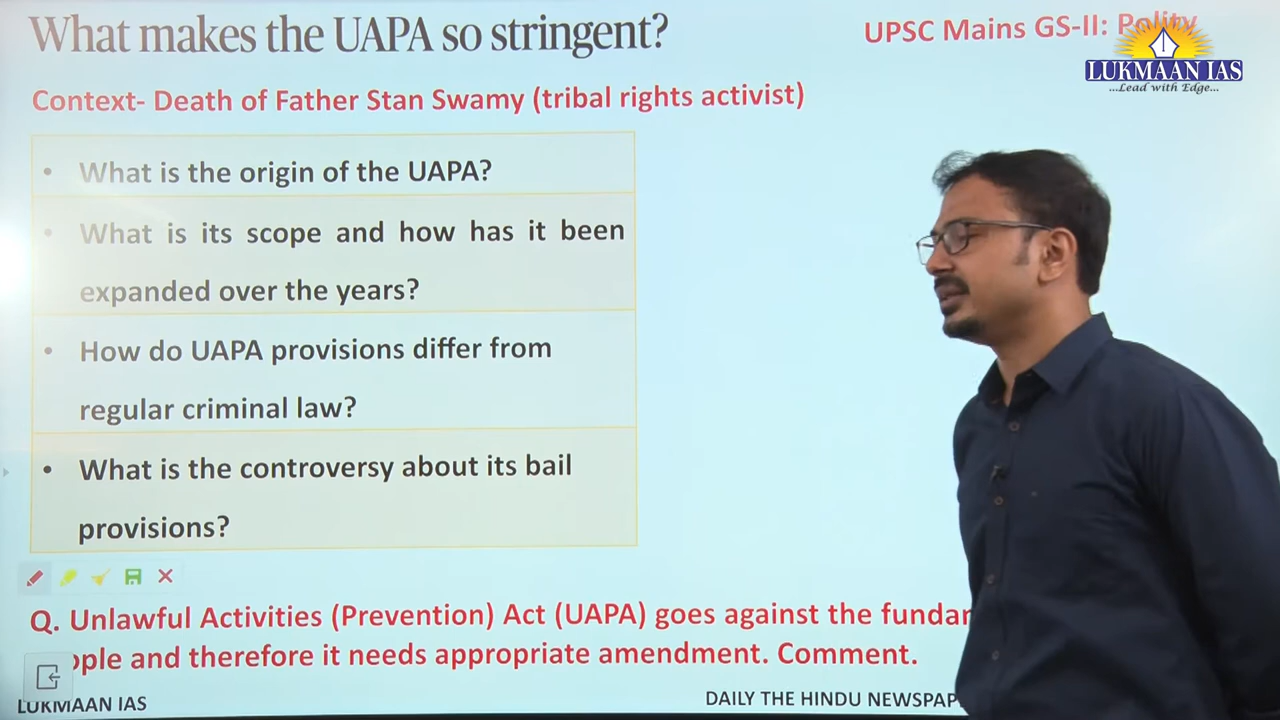 What makes the UAPA so stringent?
UPSC Mains GS-II: Polity
LUKMAAN IAS
...Lead with Edge...
Context- Death of Father Stan Swamy (tribal rights activist)
• What is the origin of the UAPA?
• What is its scope and how has it been
expanded over the years?
• How do UAPA provisions differ from
regular criminal law?
• What is the controversy about its bail
provisions?
Q. Unlawful Activities (Prevention) Act (UAPA) goes against the
and therefore it needs appropriate amendment. Comment.
LUKMAAN IAS
DAILY THE HINDU